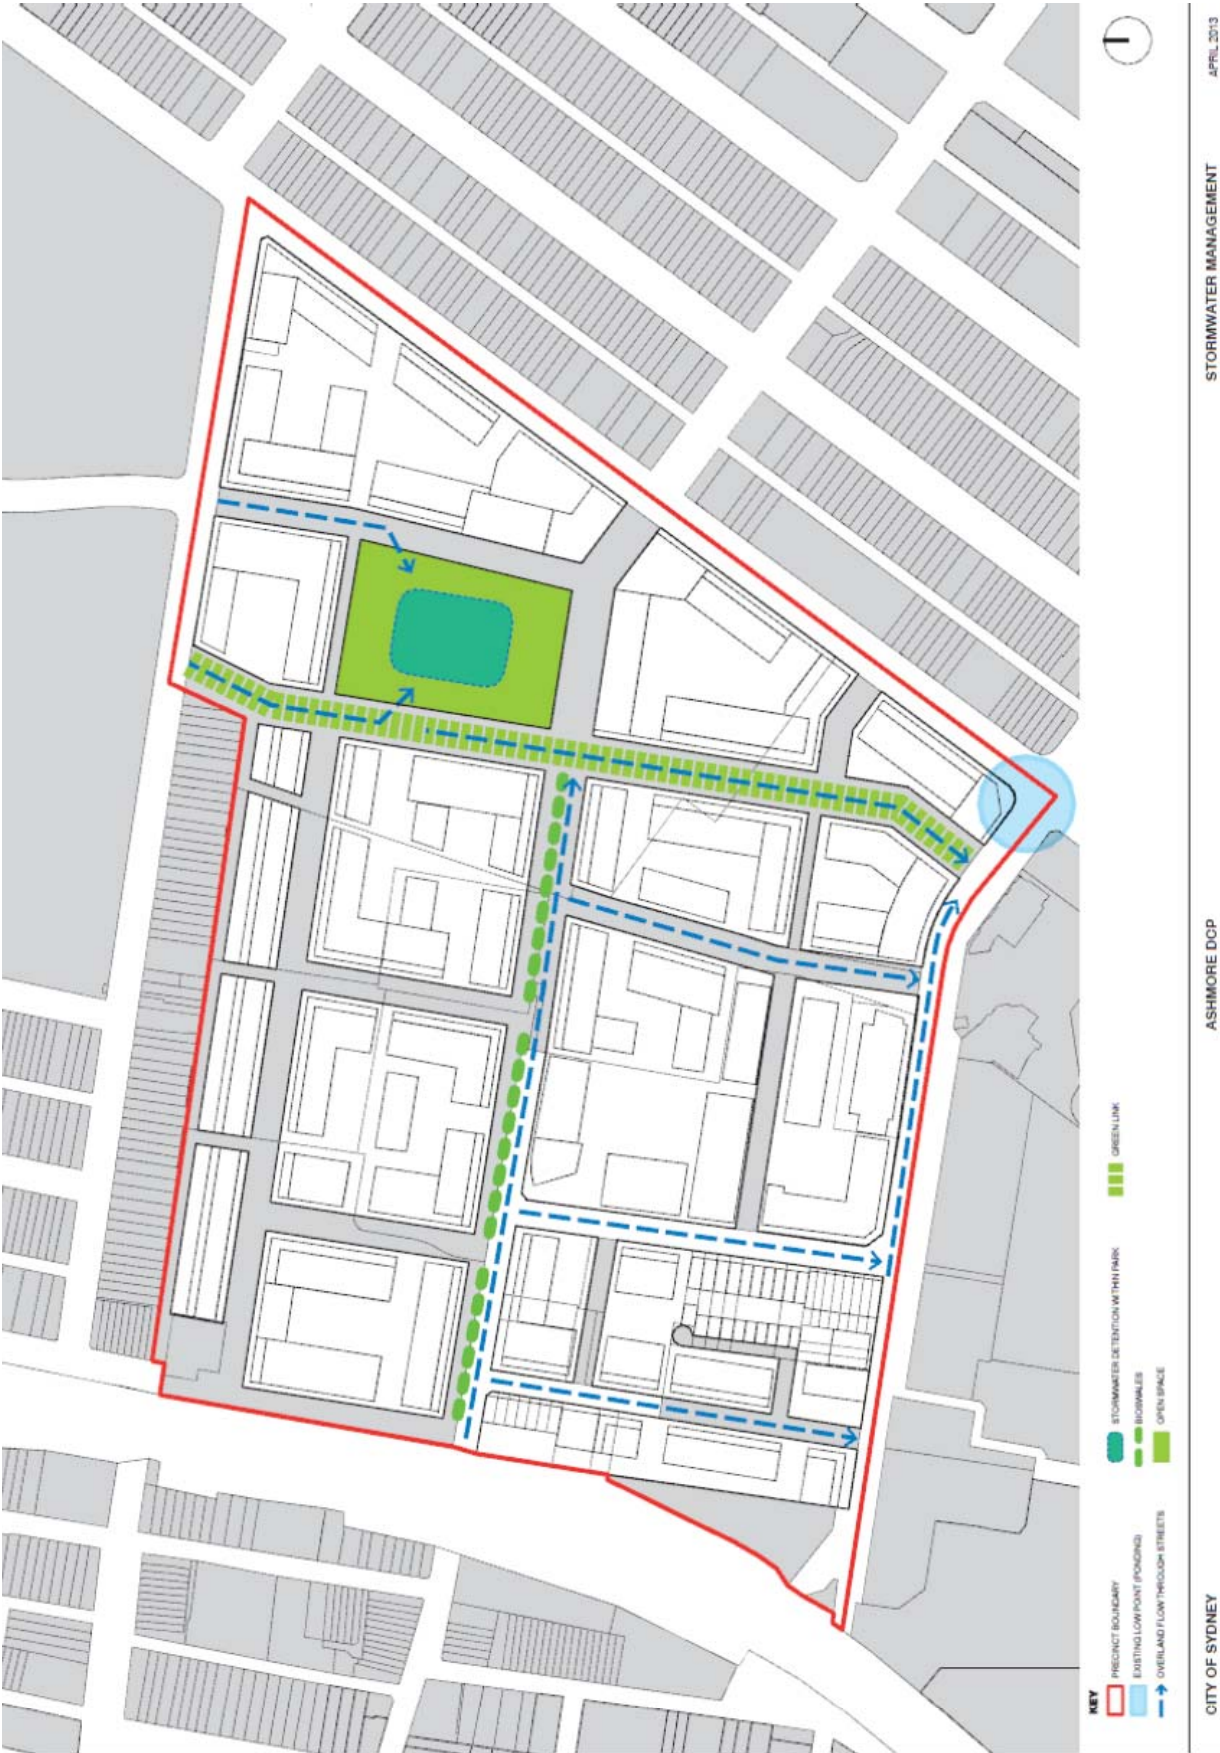 KEY
PRECINCT BOUNDARY
EXISTING LOW POINT (PONDING)
OVERLAND FLOW THROUGH STREETS
STORMWATER DETENTION WITHIN PARK
BIOSWALES
OPEN SPACE
GREEN LINK
CITY OF SYDNEY
ASHMORE DCP
STORMWATER MANAGEMENT
APRIL 2013